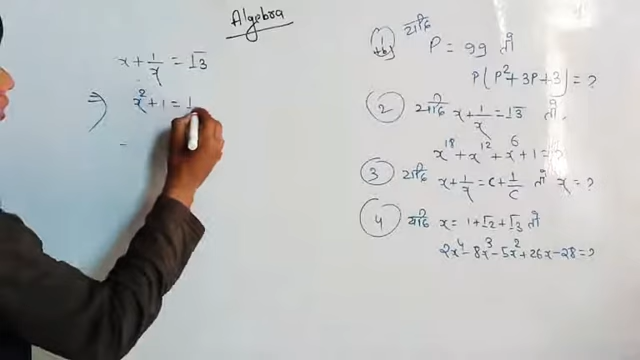 Algebra
x + 1/x = √3
⇒ x² + 1 = 1
1 यदि P = 99 तो
P(P² + 3P + 3) = ?
2 यदि x + 1/x = √3 तो,
x¹⁸ + x¹² + x⁶ + 1 = ?
3 यदि x + 1/x = c + 1/c तो x = ?
4 यदि x = 1 + √2 + √3 तो
2x⁴ - 8x³ - 5x² + 26x - 28 = ?